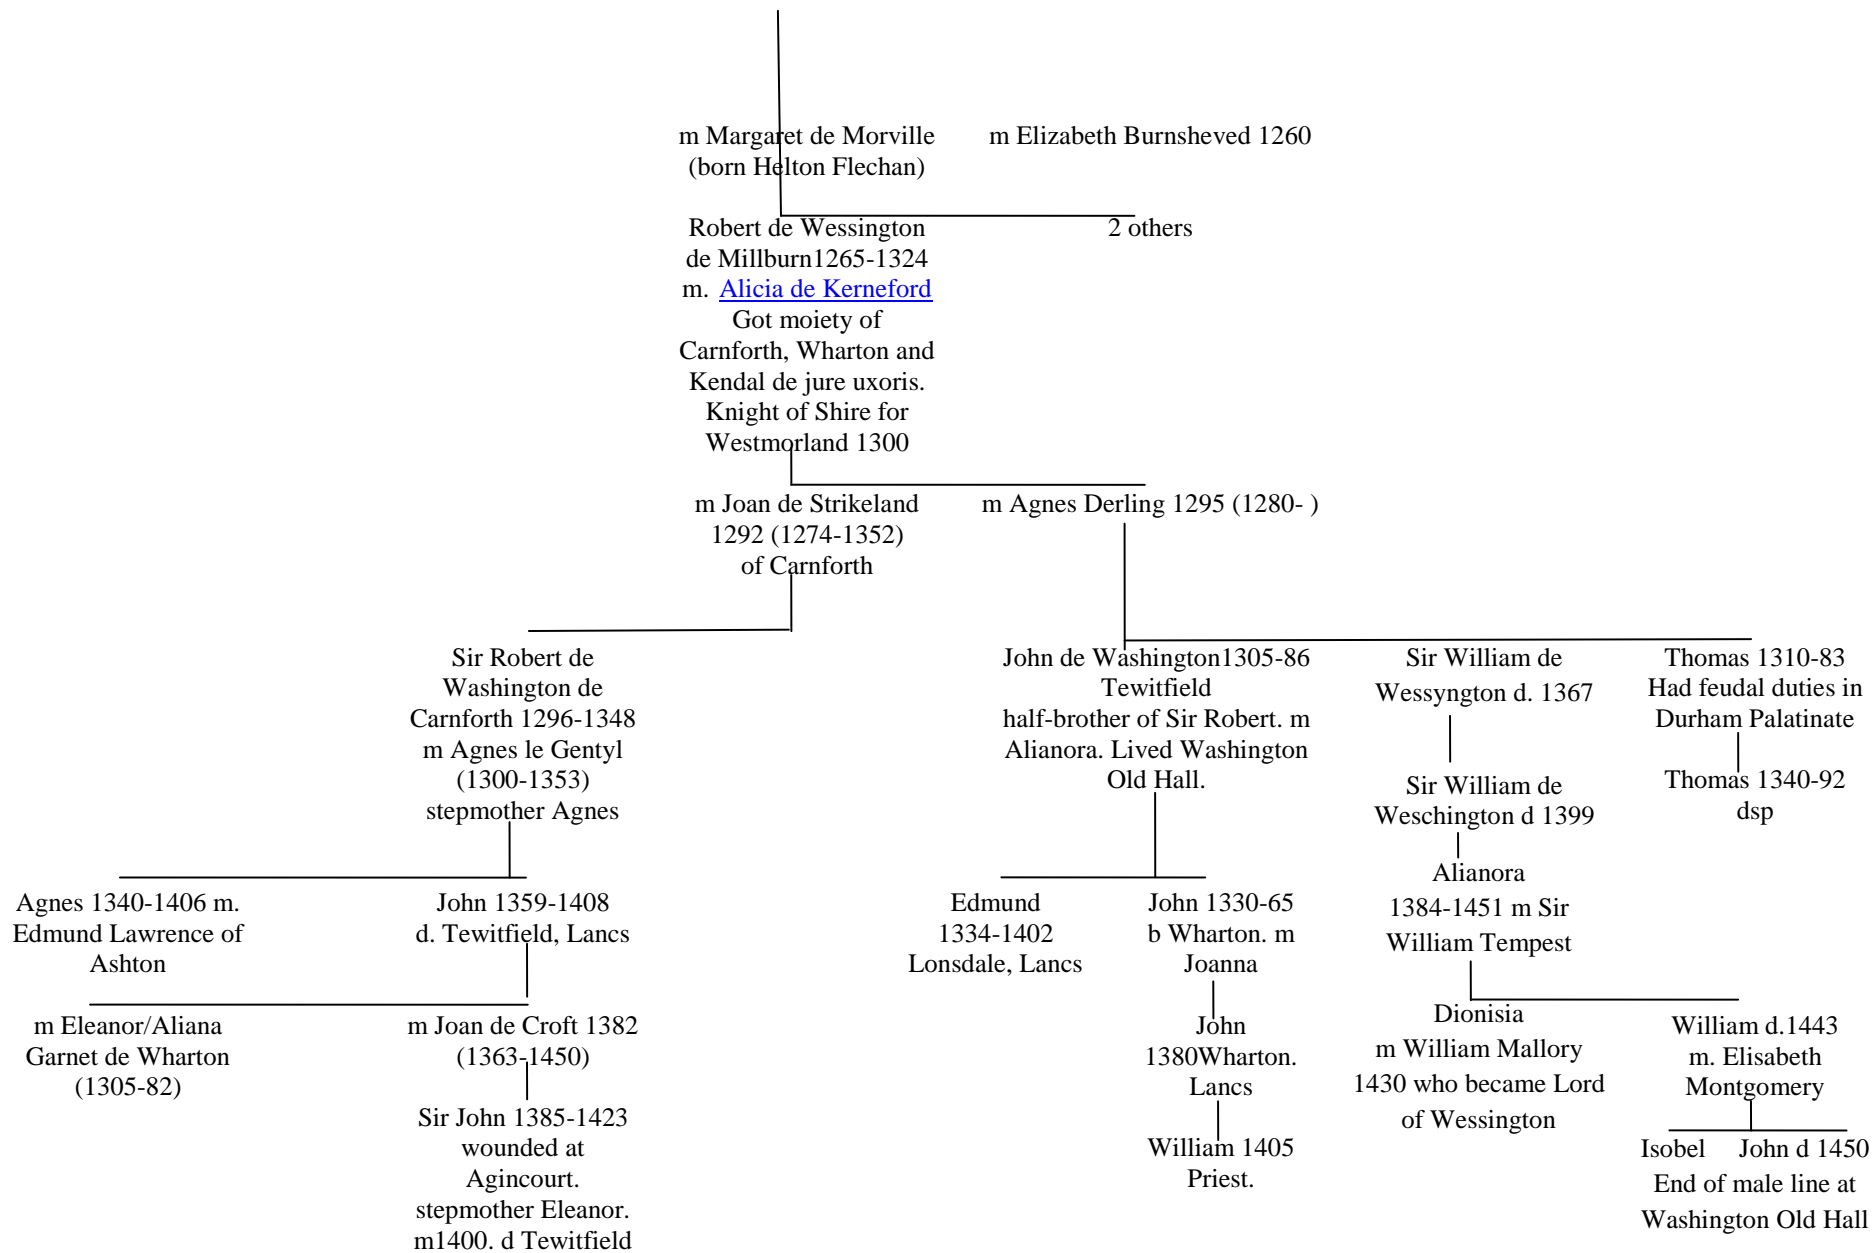 m Margaret de Morville
(born Helton Flechan)
m Elizabeth Burnsheved 1260
Robert de Wessington
de Millburn1265-1324
m. Alicia de Kerneford
Got moiety of
Carnforth, Wharton and
Kendal de jure uxoris.
Knight of Shire for
Westmorland 1300
2 others
m Joan de Strikeland
1292 (1274-1352)
of Carnforth
m Agnes Derling 1295 (1280- )
Sir Robert de
Washington de
Carnforth 1296-1348
m Agnes le Gentyl
(1300-1353)
stepmother Agnes
John de Washington1305-86
Tewitfield
half-brother of Sir Robert. m
Alianora. Lived Washington
Old Hall.
Sir William de
Wessyngton d. 1367
Thomas 1310-83
Had feudal duties in
Durham Palatinate
Sir William de
Weschington d 1399
Thomas 1340-92
dsp
Agnes 1340-1406 m.
Edmund Lawrence of
Ashton
John 1359-1408
d. Tewitfield, Lancs
Edmund
1334-1402
Lonsdale, Lancs
John 1330-65
b Wharton. m
Joanna
Alianora
1384-1451 m Sir
William Tempest
m Eleanor/Aliana
Garnet de Wharton
(1305-82)
m Joan de Croft 1382
(1363-1450)
John
1380Wharton.
Lancs
Dionisia
m William Mallory
1430 who became Lord
of Wessington
William d.1443
m. Elisabeth
Montgomery
Sir John 1385-1423
wounded at
Agincourt.
stepmother Eleanor.
m1400. d Tewitfield
William 1405
Priest.
Isobel John d 1450
End of male line at
Washington Old Hall